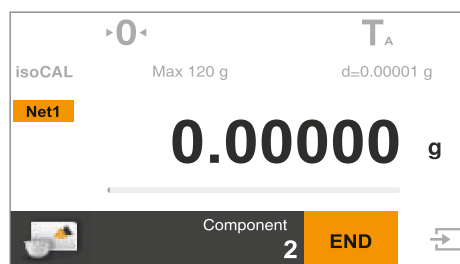 ▸0◂ T A
isoCAL Max 120 g d=0.00001 g
Net1
0.00000 g
Component
2 END